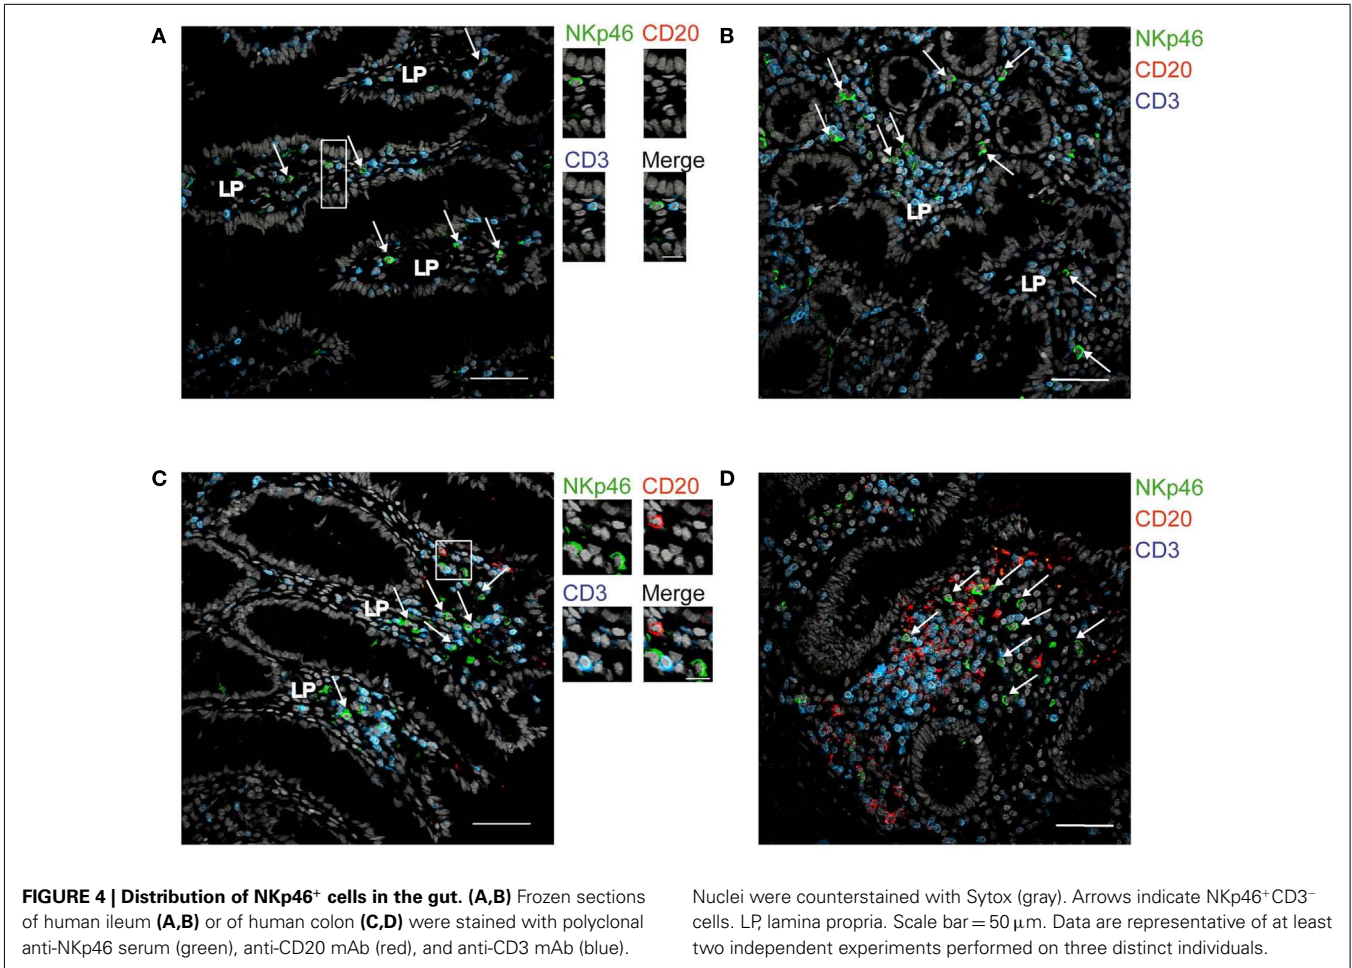 A
NKp46 CD20
CD3 Merge
LP
LP
LP
B
NKp46
CD20
CD3
LP
LP
C
NKp46 CD20
CD3 Merge
LP
LP
D
NKp46
CD20
CD3
FIGURE 4 | Distribution of NKp46⁺ cells in the gut. (A,B) Frozen sections
of human ileum (A,B) or of human colon (C,D) were stained with polyclonal
anti-NKp46 serum (green), anti-CD20 mAb (red), and anti-CD3 mAb (blue).
Nuclei were counterstained with Sytox (gray). Arrows indicate NKp46⁺CD3⁻
cells. LP, lamina propria. Scale bar = 50 μm. Data are representative of at least
two independent experiments performed on three distinct individuals.